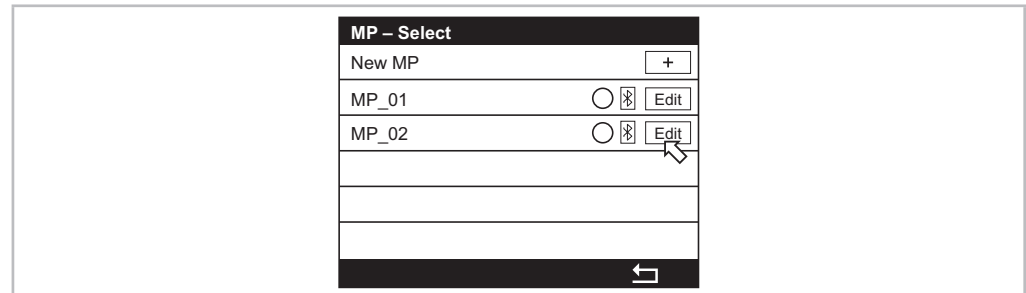 MP – Select
New MP +
MP_01 Edit
MP_02 Edit